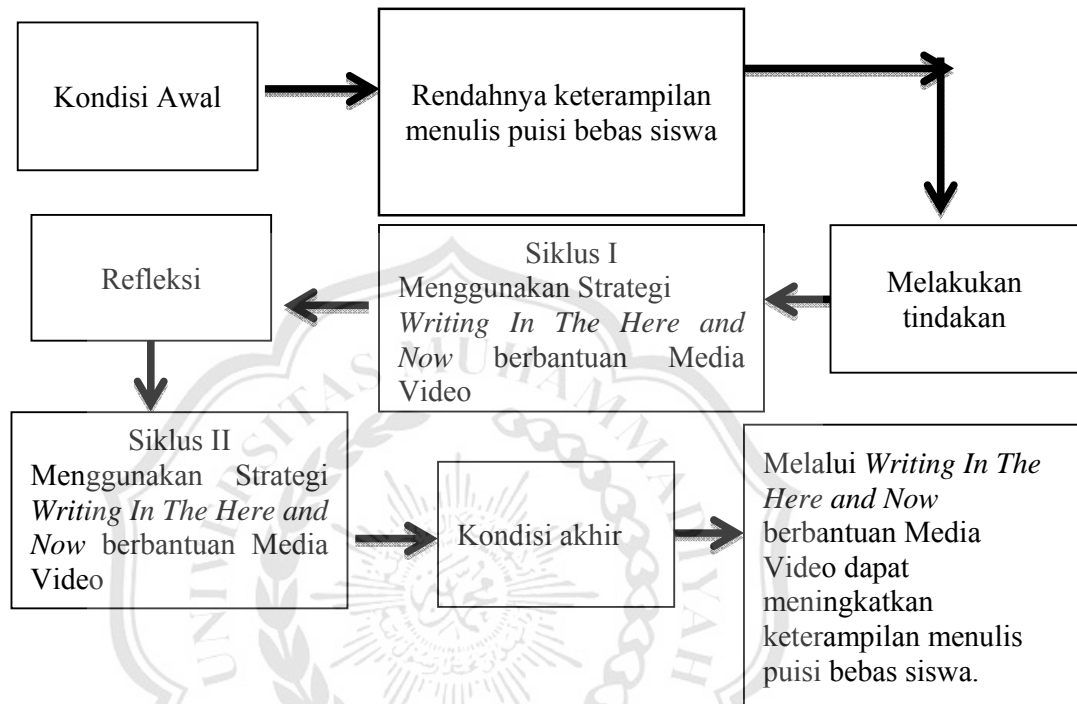 Kondisi Awal
Rendahnya keterampilan
menulis puisi bebas siswa
Melakukan
tindakan
Siklus I
Menggunakan Strategi
Writing In The Here and
Now berbantuan Media
Video
Refleksi
Siklus II
Menggunakan Strategi
Writing In The Here and
Now berbantuan Media
Video
Kondisi akhir
Melalui Writing In The
Here and Now
berbantuan Media
Video dapat
meningkatkan
keterampilan menulis
puisi bebas siswa.
UNIVERSITAS MUHAMMADIYAH